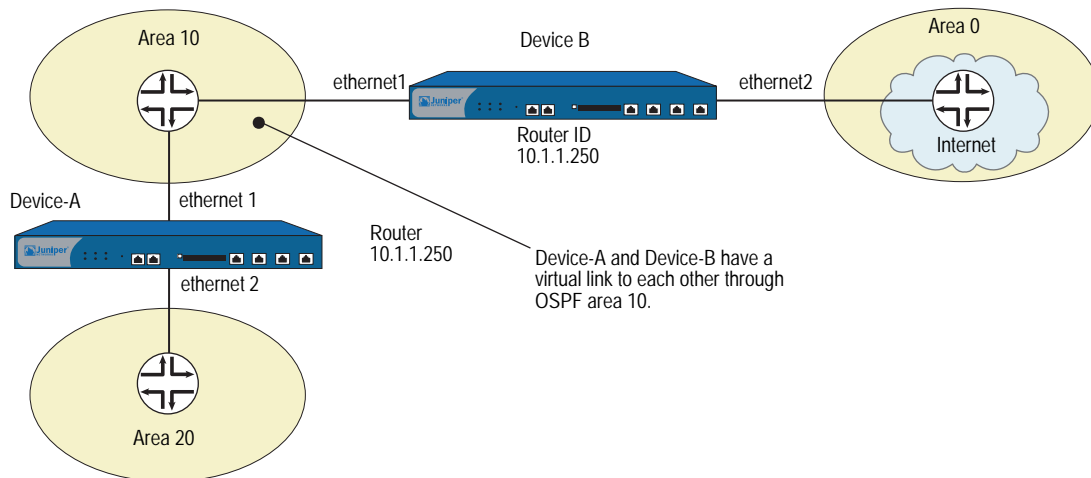 Area 10
Device B
Area 0
ethernet1
ethernet2
Juniper
Router ID
10.1.1.250
Internet
Device-A
ethernet 1
Juniper
Router
10.1.1.250
Device-A and Device-B have a
virtual link to each other through
OSPF area 10.
ethernet 2
Area 20